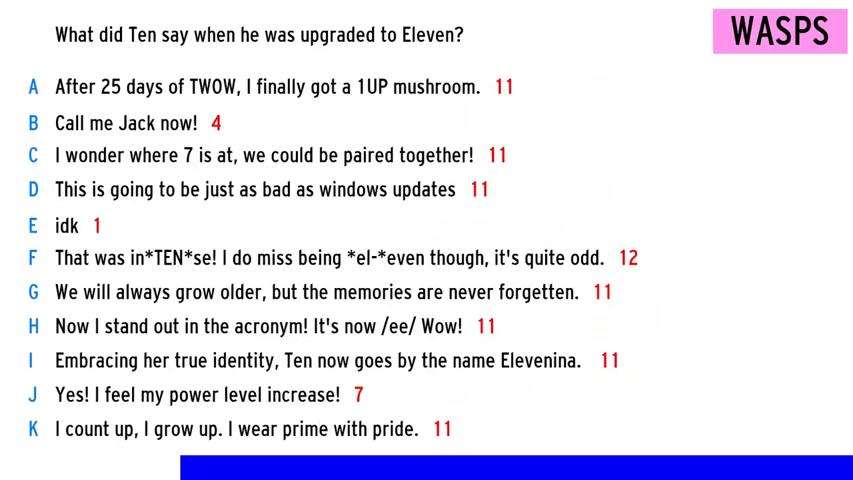 What did Ten say when he was upgraded to Eleven?
WASPS
A After 25 days of TWOW, I finally got a 1UP mushroom. 11
B Call me Jack now! 4
C I wonder where 7 is at, we could be paired together! 11
D This is going to be just as bad as windows updates 11
E idk 1
F That was in*TEN*se! I do miss being *el-*even though, it's quite odd. 12
G We will always grow older, but the memories are never forgetten. 11
H Now I stand out in the acronym! It's now /ee/ Wow! 11
I Embracing her true identity, Ten now goes by the name Elevenina. 11
J Yes! I feel my power level increase! 7
K I count up, I grow up. I wear prime with pride. 11